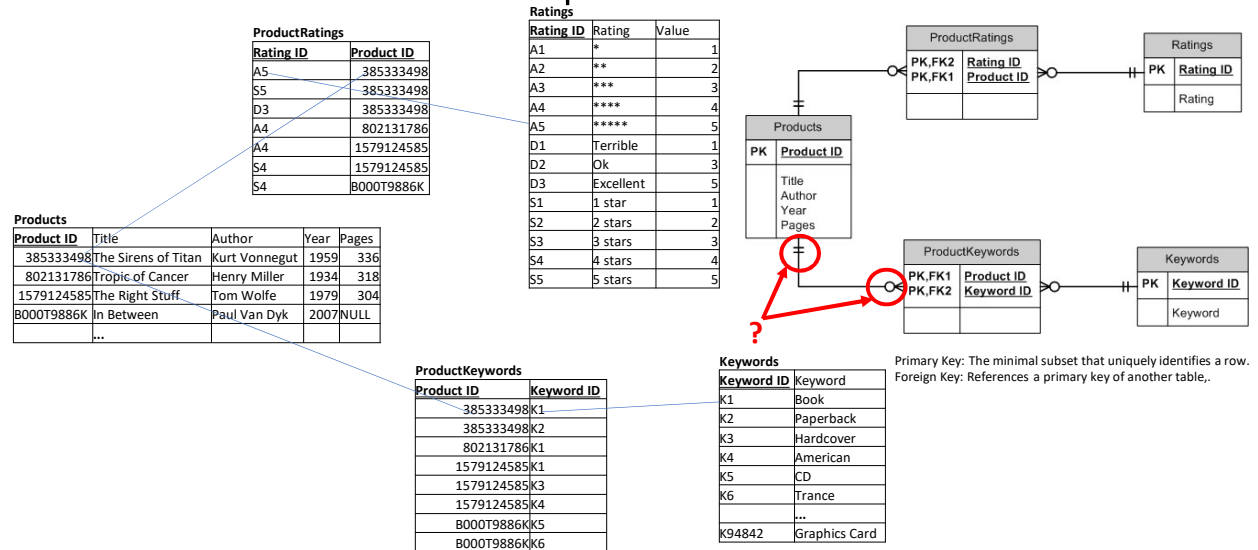 Ratings
Rating ID Rating Value
A1 * 1
A2 ** 2
A3 *** 3
A4 **** 4
A5 ***** 5
D1 Terrible 1
D2 Ok 3
D3 Excellent 5
S1 1 star 1
S2 2 stars 2
S3 3 stars 3
S4 4 stars 4
S5 5 stars 5
ProductRatings
Rating ID Product ID
A5 385333498
S5 385333498
D3 385333498
A4 802131786
A4 1579124585
S4 1579124585
S4 B000T9886K
Products
Product ID Title Author Year Pages
385333498 The Sirens of Titan Kurt Vonnegut 1959 336
802131786 Tropic of Cancer Henry Miller 1934 318
1579124585 The Right Stuff Tom Wolfe 1979 304
B000T9886K In Between Paul Van Dyk 2007 NULL
...
ProductKeywords
Product ID Keyword ID
385333498 K1
385333498 K2
802131786 K1
1579124585 K1
1579124585 K3
1579124585 K4
B000T9886K K5
B000T9886K K6
Keywords
Keyword ID Keyword
K1 Book
K2 Paperback
K3 Hardcover
K4 American
K5 CD
K6 Trance
...
K94842 Graphics Card
ProductRatings
PK,FK2 Rating ID
PK,FK1 Product ID
Ratings
PK Rating ID
Rating
Products
PK Product ID
Title
Author
Year
Pages
ProductKeywords
PK,FK1 Product ID
PK,FK2 Keyword ID
Keywords
PK Keyword ID
Keyword
?
Primary Key: The minimal subset that uniquely identifies a row.
Foreign Key: References a primary key of another table,.